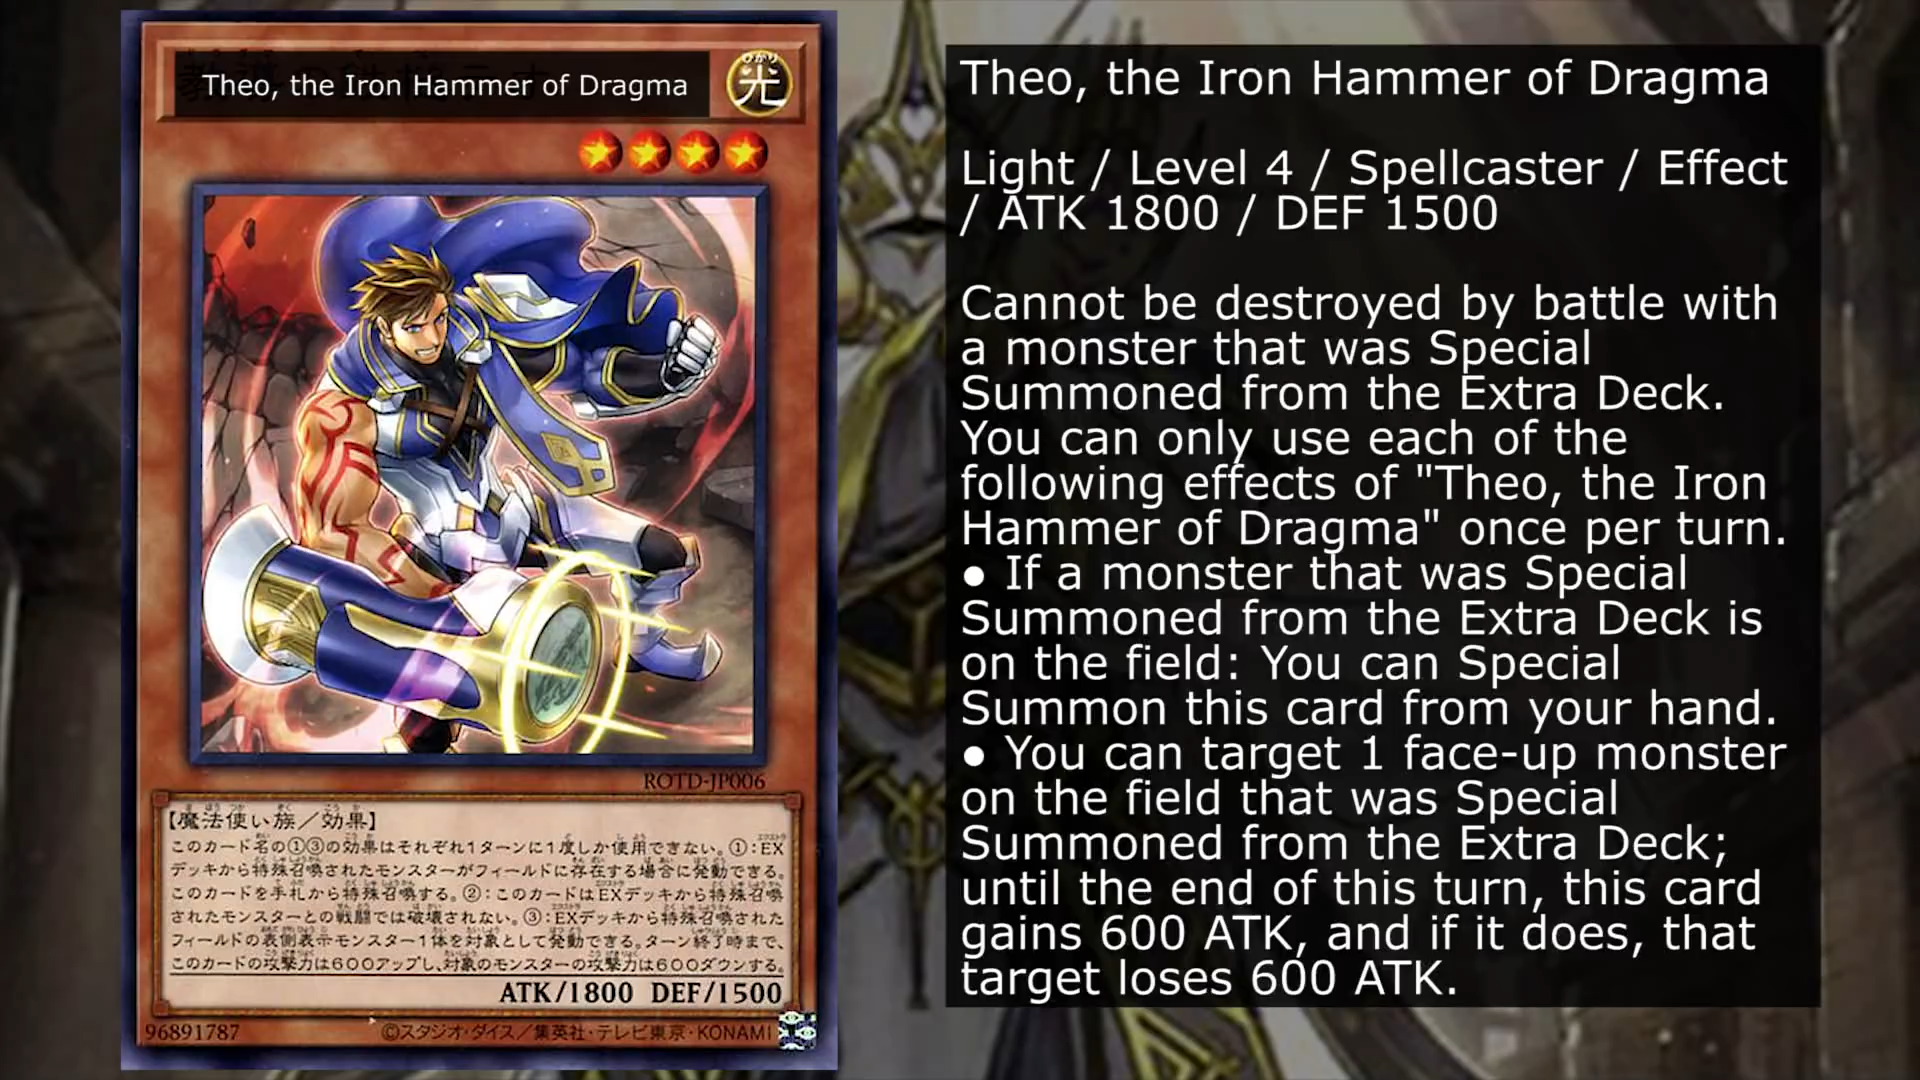 Theo, the Iron Hammer of Dragma
光
ROTD-JP006
【魔法使い族／効果】
このカード名の①③の効果はそれぞれ1ターンに1度しか使用できない。①：EX
デッキから特殊召喚されたモンスターがフィールドに存在する場合に発動できる。
このカードを手札から特殊召喚する。②：このカードはEXデッキから特殊召喚
されたモンスターとの戦闘では破壊されない。③：EXデッキから特殊召喚された
フィールドの表側表示モンスター1体を対象として発動できる。ターン終了時まで、
このカードの攻撃力は600アップし、対象のモンスターの攻撃力は600ダウンする。
ATK/1800 DEF/1500
96891787 ©スタジオ・ダイス／集英社・テレビ東京・KONAMI
Theo, the Iron Hammer of Dragma
Light / Level 4 / Spellcaster / Effect
/ ATK 1800 / DEF 1500
Cannot be destroyed by battle with
a monster that was Special
Summoned from the Extra Deck.
You can only use each of the
following effects of "Theo, the Iron
Hammer of Dragma" once per turn.
● If a monster that was Special
Summoned from the Extra Deck is
on the field: You can Special
Summon this card from your hand.
● You can target 1 face-up monster
on the field that was Special
Summoned from the Extra Deck;
until the end of this turn, this card
gains 600 ATK, and if it does, that
target loses 600 ATK.